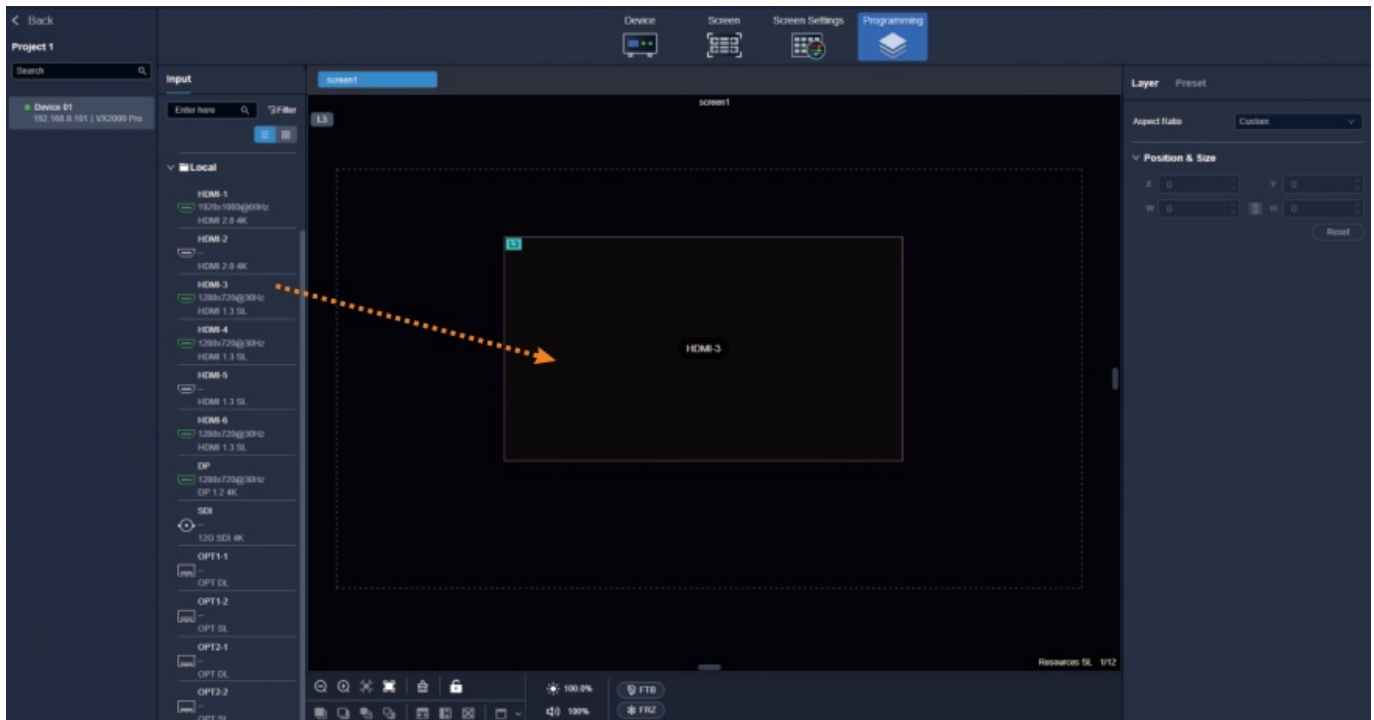 Back
Project 1
Search
Device 01
192.168.0.101 | VX2000 Pro
Device
Screen
Screen Settings
Programming
Input
Enter here
Filter
Local
HDMI-1
1920x1080@60Hz
HDMI 2.0 4K
HDMI-2
--
HDMI 2.0 4K
HDMI-3
1280x720@30Hz
HDMI 1.3 SL
HDMI-4
1280x720@30Hz
HDMI 1.3 SL
HDMI-5
--
HDMI 1.3 SL
HDMI-6
1280x720@30Hz
HDMI 1.3 SL
DP
1280x720@30Hz
DP 1.2 4K
SDI
--
12G SDI 4K
OPT1-1
--
OPT DL
OPT1-2
--
OPT SL
OPT2-1
--
OPT DL
OPT2-2
--
OPT SL
screen1
screen1
L3
HDMI-3
Resources SL 1/12
100.0%
FTB
100%
FRZ
Layer Preset
Aspect Ratio Custom
Position & Size
X 0 Y 0
W 0 H 0
Reset